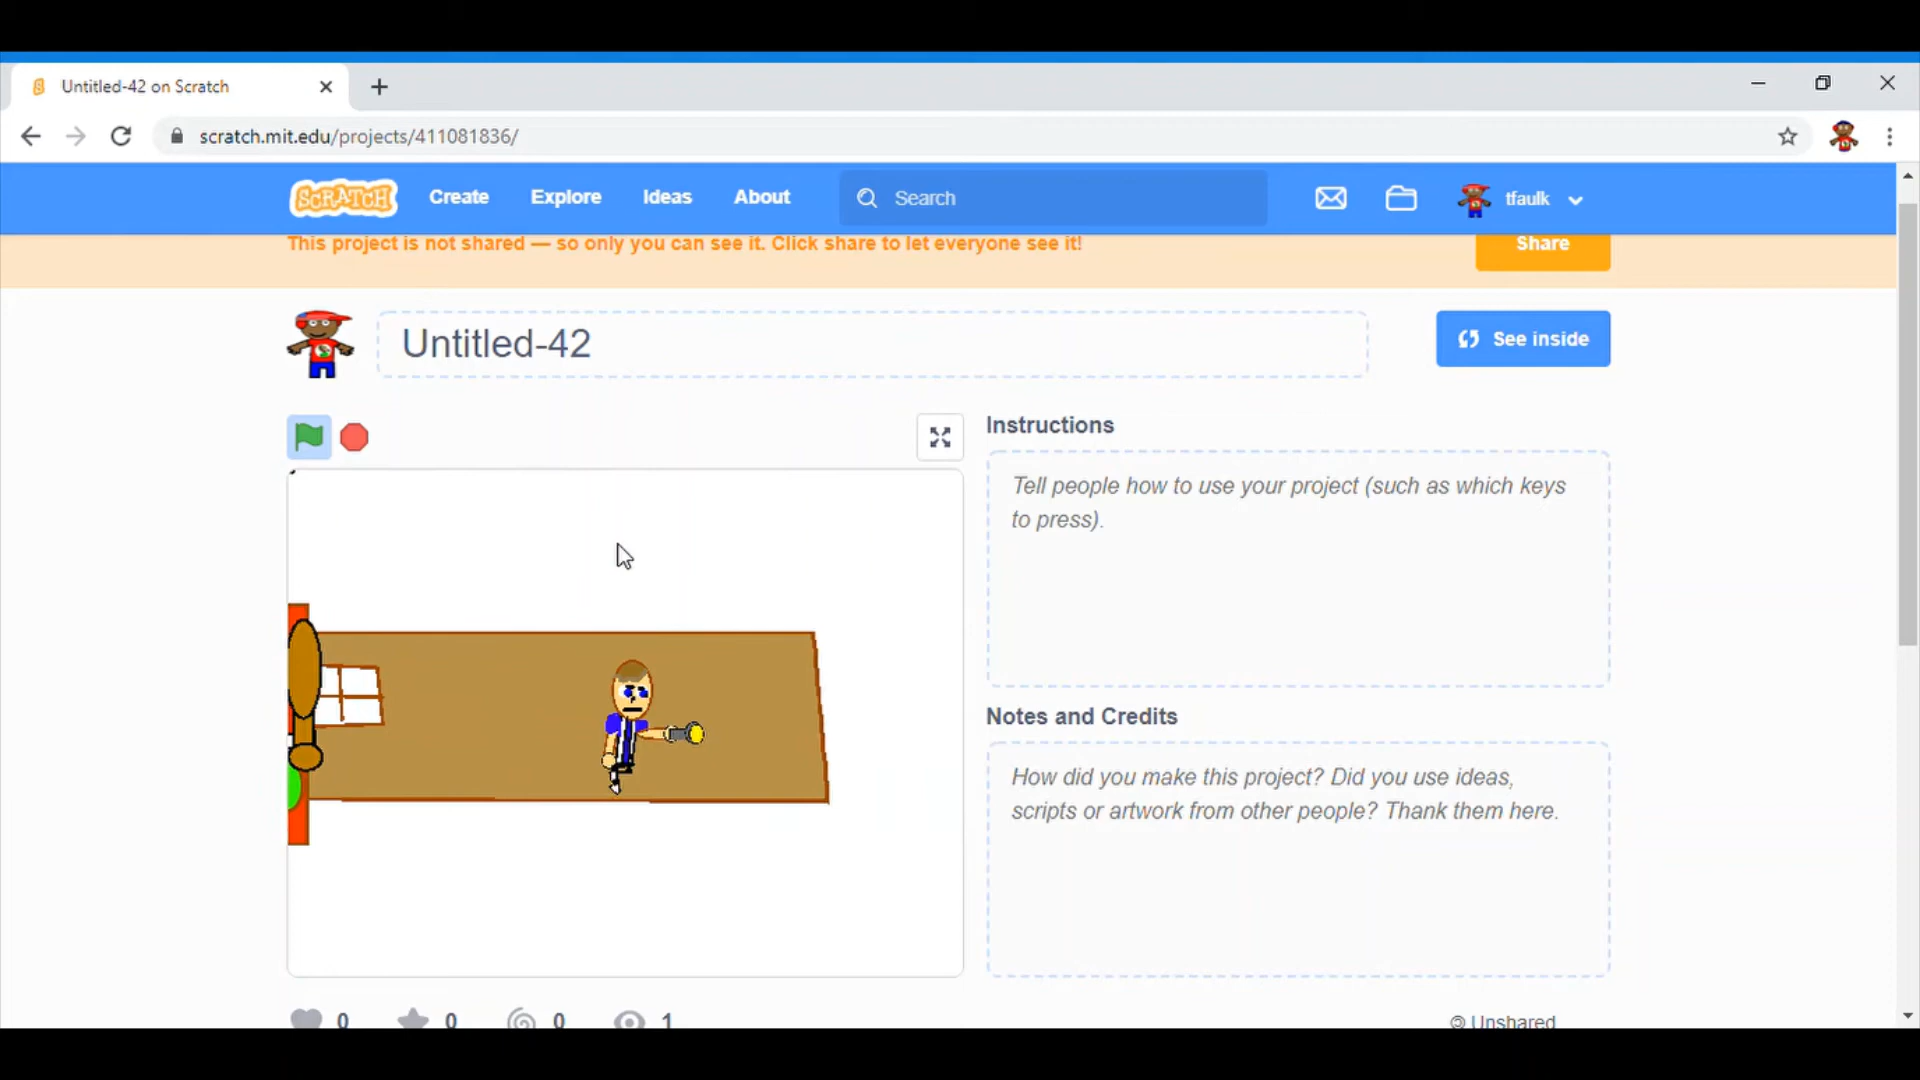 Untitled-42 on Scratch
scratch.mit.edu/projects/411081836/
SCRATCH Create Explore Ideas About Search tfaulk
This project is not shared — so only you can see it. Click share to let everyone see it! Share
Untitled-42 See inside
Instructions
Tell people how to use your project (such as which keys
to press).
Notes and Credits
How did you make this project? Did you use ideas,
scripts or artwork from other people? Thank them here.
0 0 0 1 Unshared